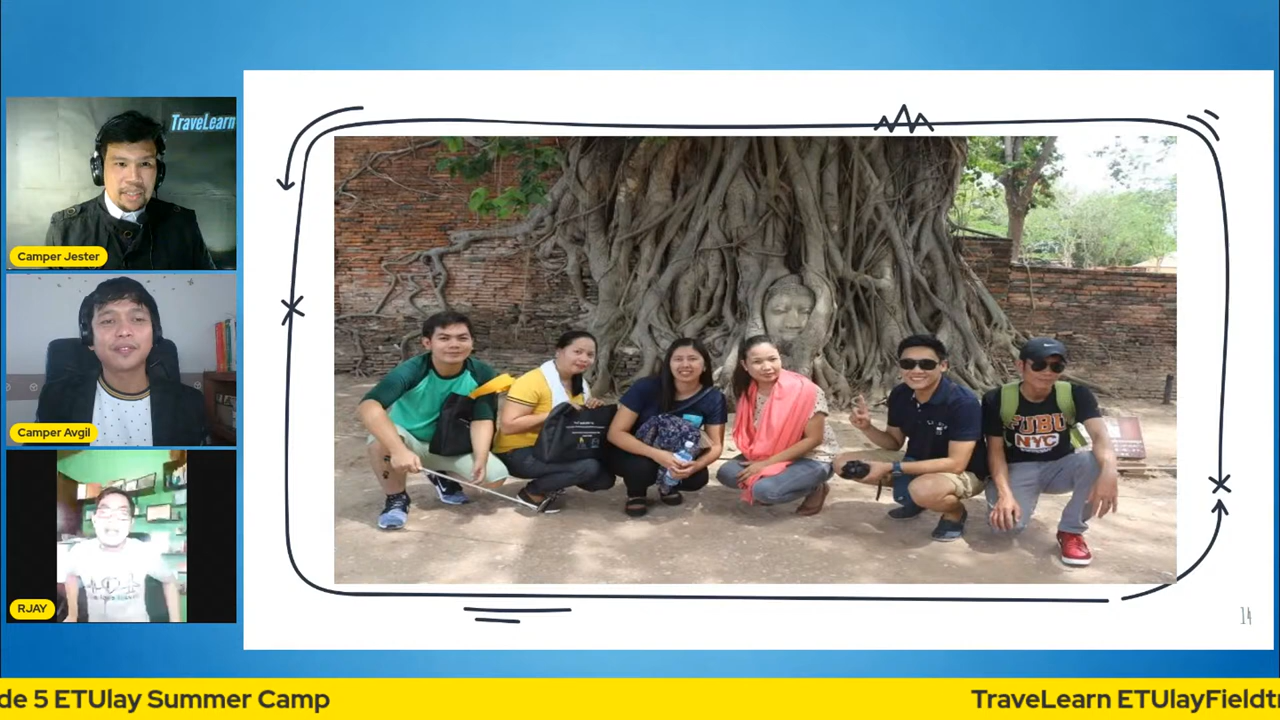 TraveLearn
Camper Jester
Camper Avgil
RJAY
FUBU
NYC
14
de 5 ETUlay Summer Camp
TraveLearn ETUlayFieldtr